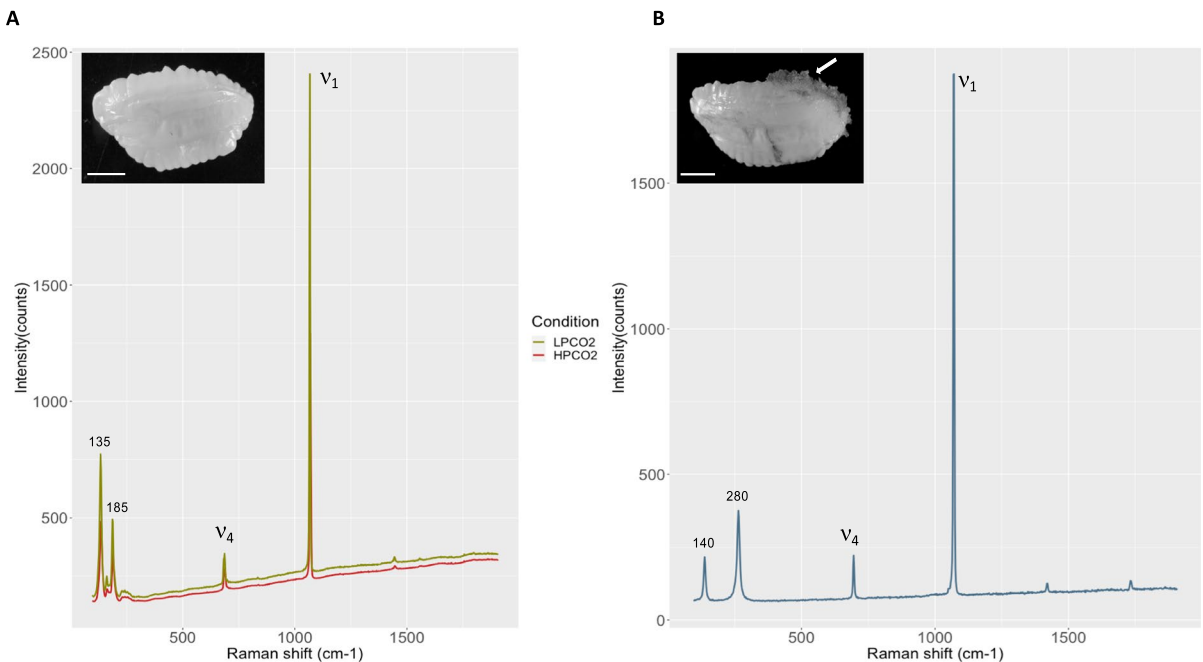 A
B
2500
2000
1500
1000
500
ν1
135
185
ν4
500
1000
1500
Raman shift (cm-1)
Intensity(counts)
Condition
LPCO2
HPCO2
1500
1000
500
0
ν1
140
280
ν4
500
1000
1500
Raman shift (cm-1)
Intensity(counts)